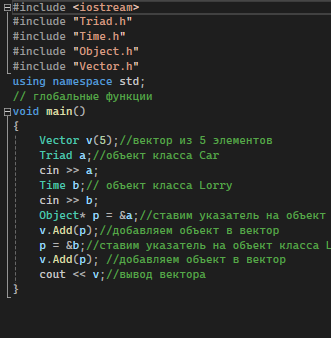 #include <iostream>
#include "Triad.h"
#include "Time.h"
#include "Object.h"
#include "Vector.h"
using namespace std;
// глобальные функции
void main()
{
Vector v(5);//вектор из 5 элементов
Triad a;//объект класса Car
cin >> a;
Time b;// объект класса Lorry
cin >> b;
Object* p = &a;//ставим указатель на объект
v.Add(p);//добавляем объект в вектор
p = &b;//ставим указатель на объект класса L
v.Add(p); //добавляем объект в вектор
cout << v;//вывод вектора
}